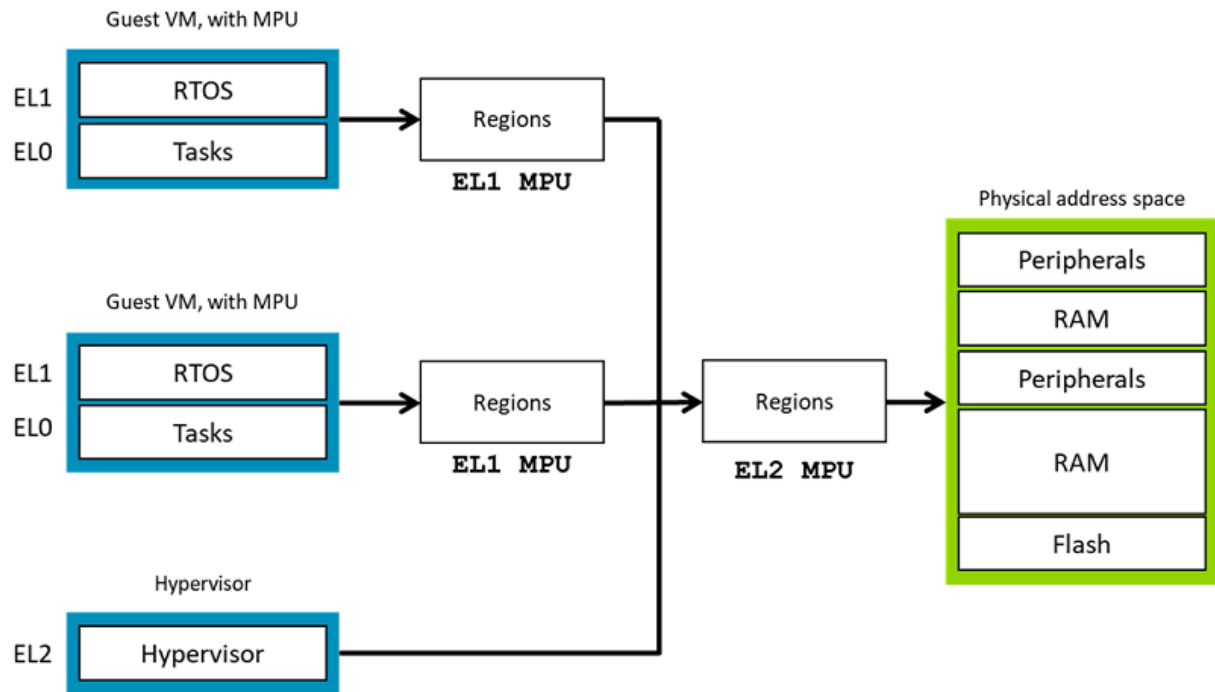 Guest VM, with MPU
EL1
RTOS
EL0
Tasks
Regions
EL1 MPU
Guest VM, with MPU
EL1
RTOS
EL0
Tasks
Regions
EL1 MPU
Hypervisor
EL2
Hypervisor
Regions
EL2 MPU
Physical address space
Peripherals
RAM
Peripherals
RAM
Flash